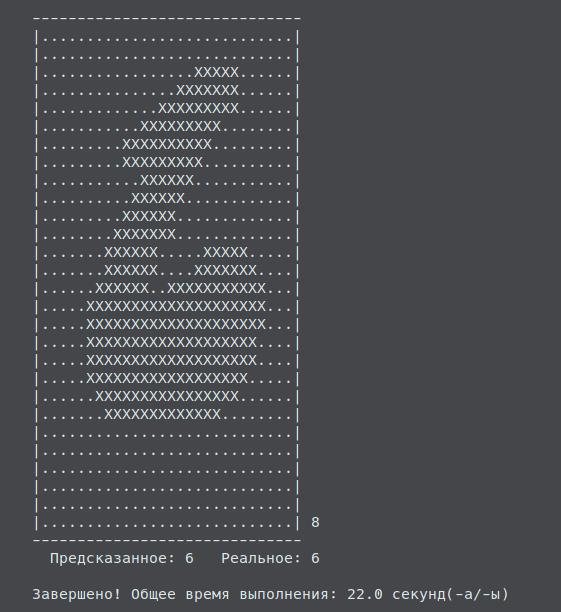 ------------------------------
|............................|
|............................|
|.................XXXXX......|
|...............XXXXXXX......|
|.............XXXXXXXXX......|
|...........XXXXXXXXX........|
|.........XXXXXXXXXX.........|
|.........XXXXXXXXX..........|
|...........XXXXXX...........|
|..........XXXXXX............|
|.........XXXXXX.............|
|........XXXXXXX.............|
|.......XXXXXX.....XXXXX.....|
|.......XXXXXX....XXXXXXX....|
|......XXXXXX..XXXXXXXXXXX...|
|.....XXXXXXXXXXXXXXXXXXXX...|
|.....XXXXXXXXXXXXXXXXXXXX...|
|.....XXXXXXXXXXXXXXXXXXX....|
|.....XXXXXXXXXXXXXXXXXXX....|
|.....XXXXXXXXXXXXXXXXXX.....|
|......XXXXXXXXXXXXXXXX......|
|.......XXXXXXXXXXXXX........|
|............................|
|............................|
|............................|
|............................|
|............................|
|............................| 8
------------------------------
Предсказанное: 6   Реальное: 6
Завершено! Общее время выполнения: 22.0 секунд(-а/-ы)